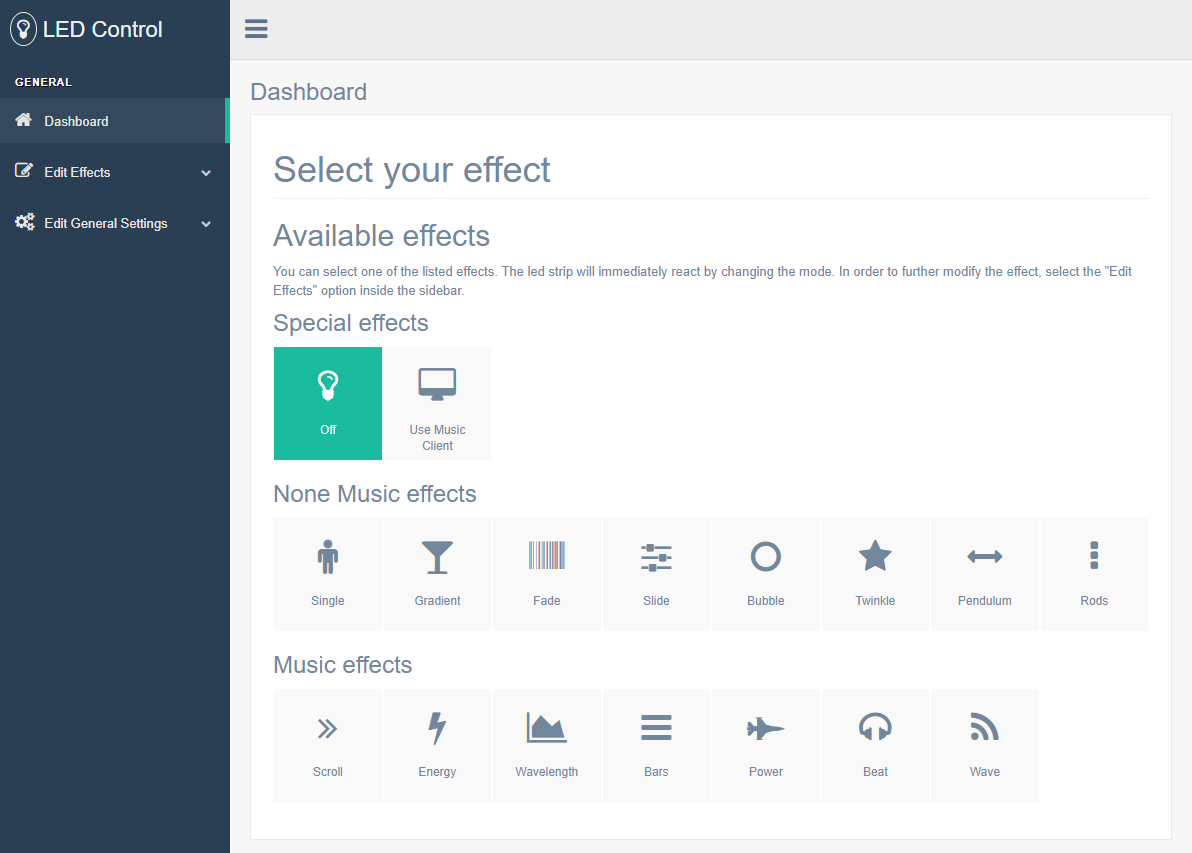 LED Control
GENERAL
Dashboard
Edit Effects
Edit General Settings
Dashboard
Select your effect
Available effects
You can select one of the listed effects. The led strip will immediately react by changing the mode. In order to further modify the effect, select the "Edit
Effects" option inside the sidebar.
Special effects
Off
Use Music
Client
None Music effects
Single
Gradient
Fade
Slide
Bubble
Twinkle
Pendulum
Rods
Music effects
Scroll
Energy
Wavelength
Bars
Power
Beat
Wave